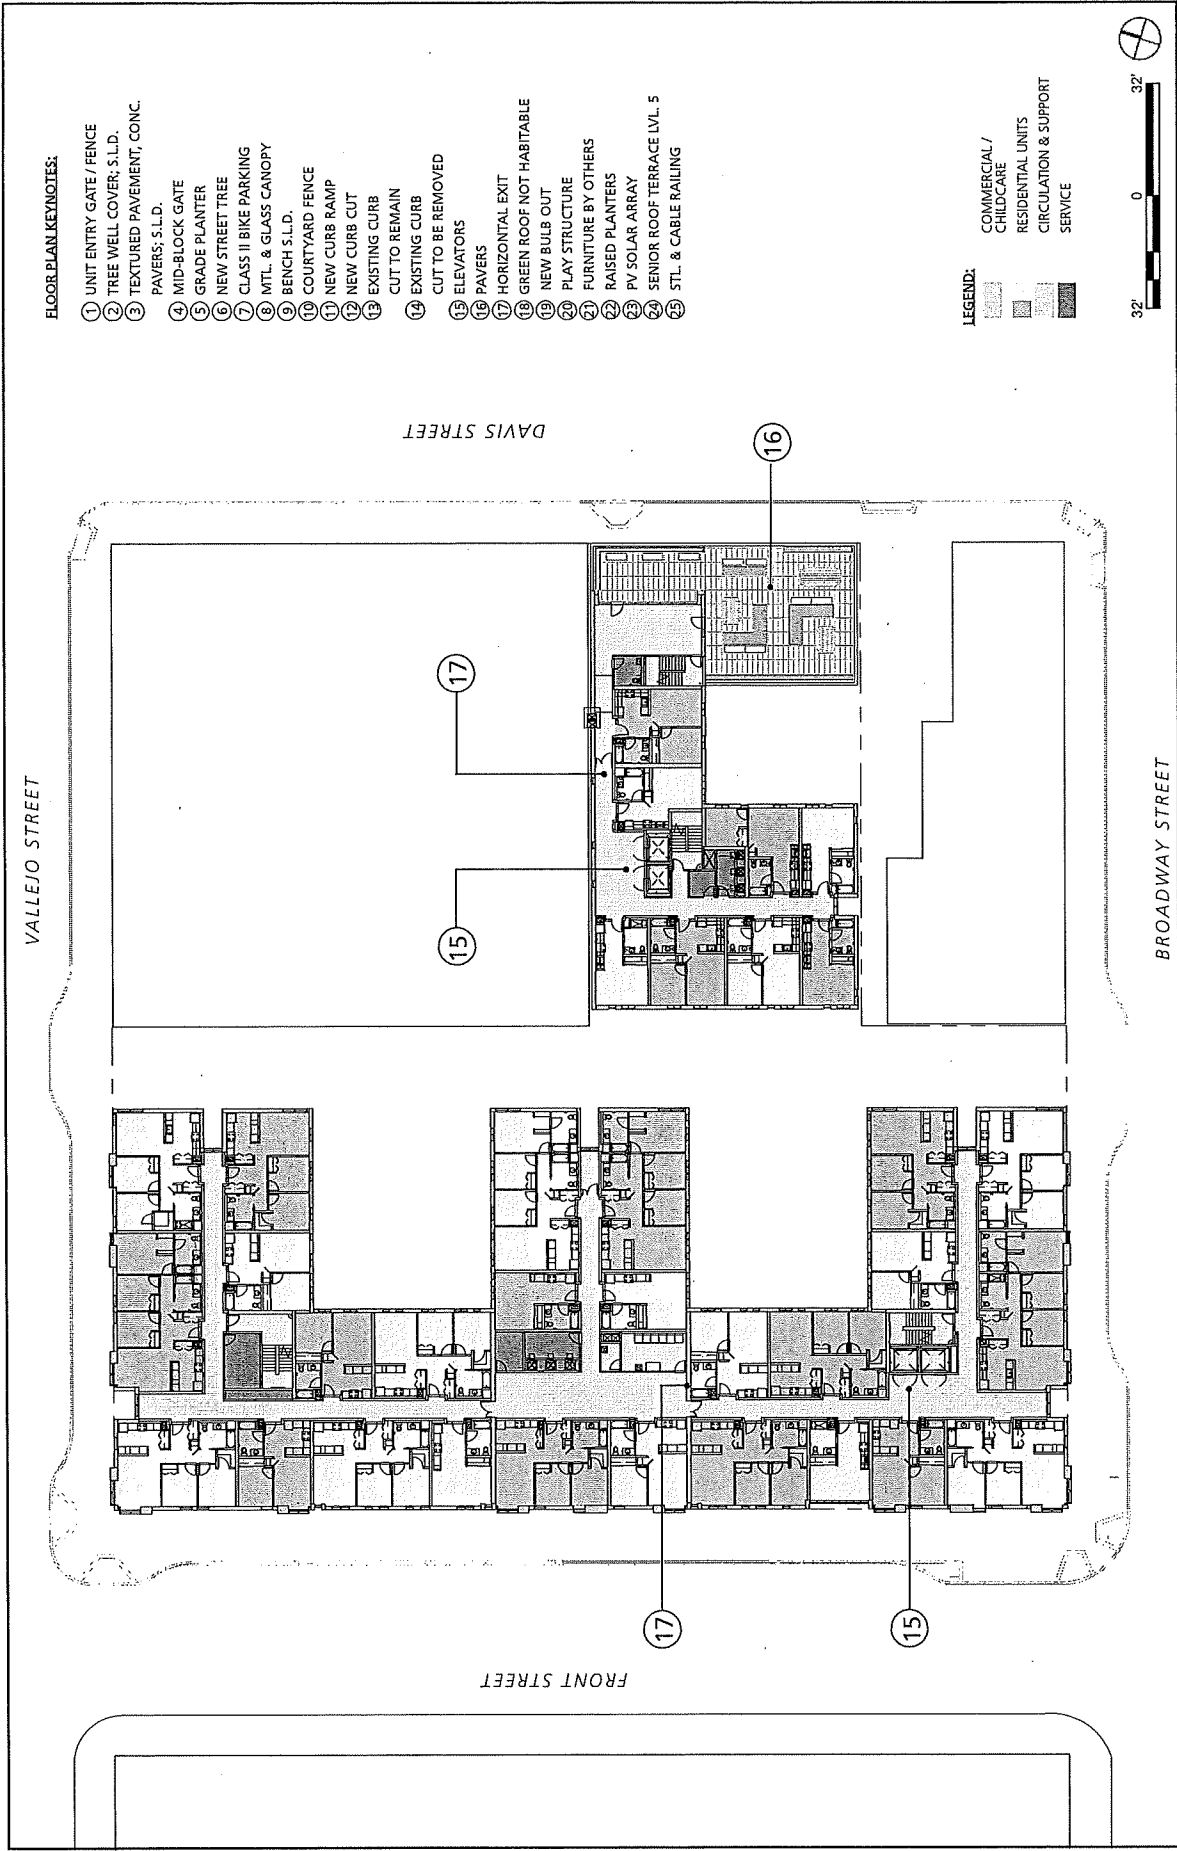 FLOOR PLAN KEYNOTES:
1 UNIT ENTRY GATE / FENCE
2 TREE WELL COVER; S.L.D.
3 TEXTURED PAVEMENT, CONC.
PAVERS; S.L.D.
4 MID-BLOCK GATE
5 GRADE PLANTER
6 NEW STREET TREE
7 CLASS II BIKE PARKING
8 MTL. & GLASS CANOPY
9 BENCH S.L.D.
10 COURTYARD FENCE
11 NEW CURB RAMP
12 NEW CURB CUT
13 EXISTING CURB
CUT TO REMAIN
14 EXISTING CURB
CUT TO BE REMOVED
15 ELEVATORS
16 PAVERS
17 HORIZONTAL EXIT
18 GREEN ROOF NOT HABITABLE
19 NEW BULB OUT
20 PLAY STRUCTURE
21 FURNITURE BY OTHERS
22 RAISED PLANTERS
23 PV SOLAR ARRAY
24 SENIOR ROOF TERRACE LVL. 5
25 STL. & CABLE RAILING
LEGEND:
COMMERCIAL /
CHILDCARE
RESIDENTIAL UNITS
CIRCULATION & SUPPORT
SERVICE
32' 0 32'
VALLEJO STREET
DAVIS STREET
BROADWAY STREET
FRONT STREET
15
17
16
17
15